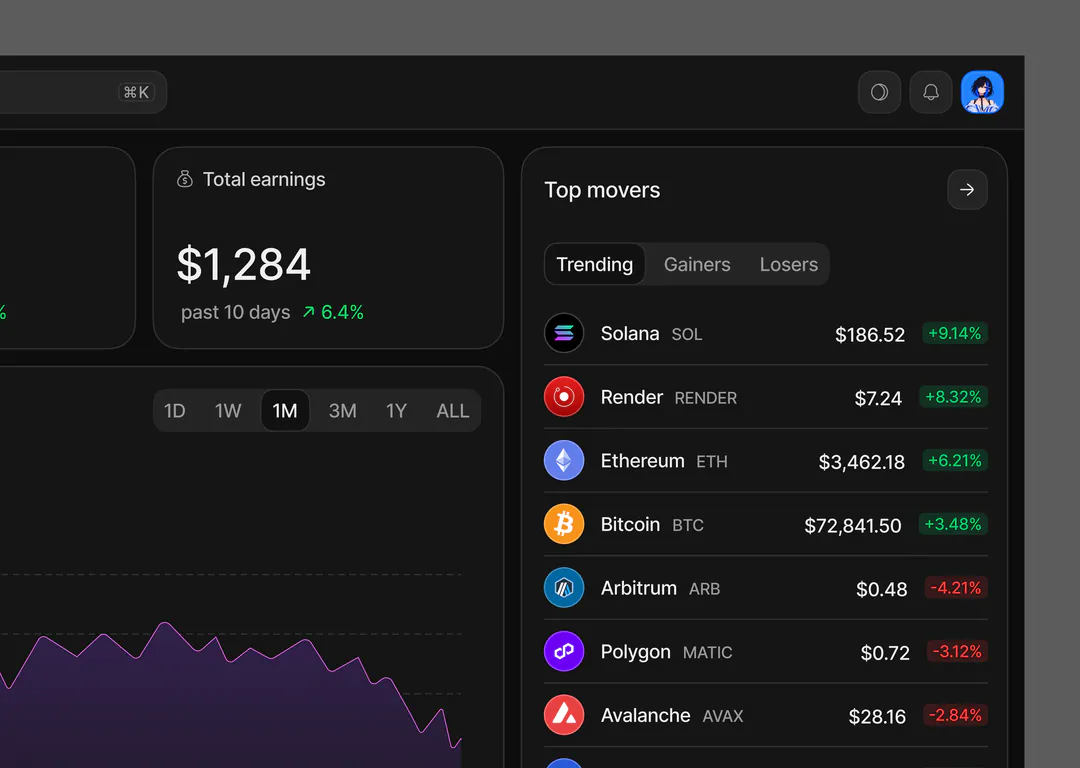 ⌘K
Total earnings
$1,284
past 10 days ↗ 6.4%
%
1D 1W 1M 3M 1Y ALL
Top movers
Trending Gainers Losers
Solana SOL $186.52 +9.14%
Render RENDER $7.24 +8.32%
Ethereum ETH $3,462.18 +6.21%
Bitcoin BTC $72,841.50 +3.48%
Arbitrum ARB $0.48 -4.21%
Polygon MATIC $0.72 -3.12%
Avalanche AVAX $28.16 -2.84%